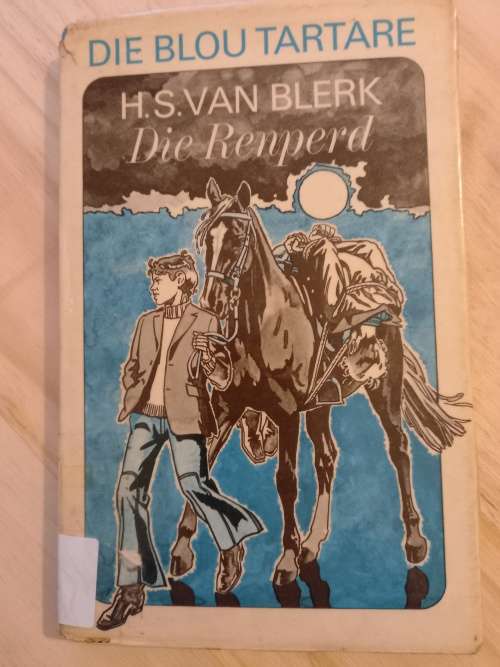 DIE BLOU TARTARE
H.S. VAN BLERK
Die Renperd